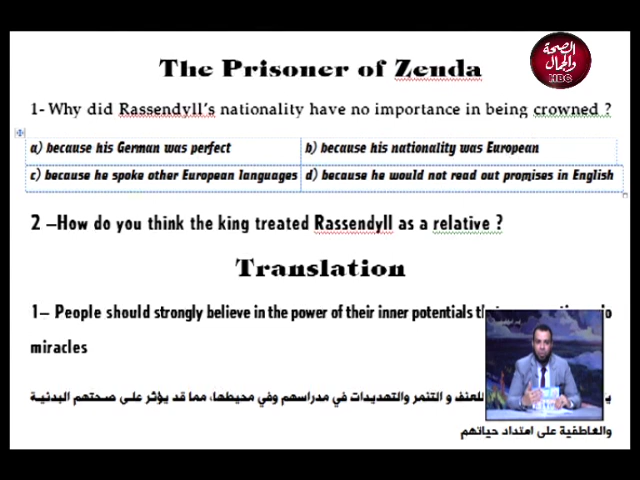 الصحة
والجمال
HBC
The Prisoner of Zenda
1- Why did Rassendyll's nationality have no importance in being crowned ?
a) because his German was perfect
b) because his nationality was European
c) because he spoke other European languages
d) because he would not read out promises in English
2 –How do you think the king treated Rassendyll as a relative ?
Translation
1– People should strongly believe in the power of their inner potentials
miracles
للعنف و التنمر والتهديدات في مدارسهم وفي محيطها، مما قد يؤثر على صحتهم البدنية
والعاطفية على امتداد حياتهم